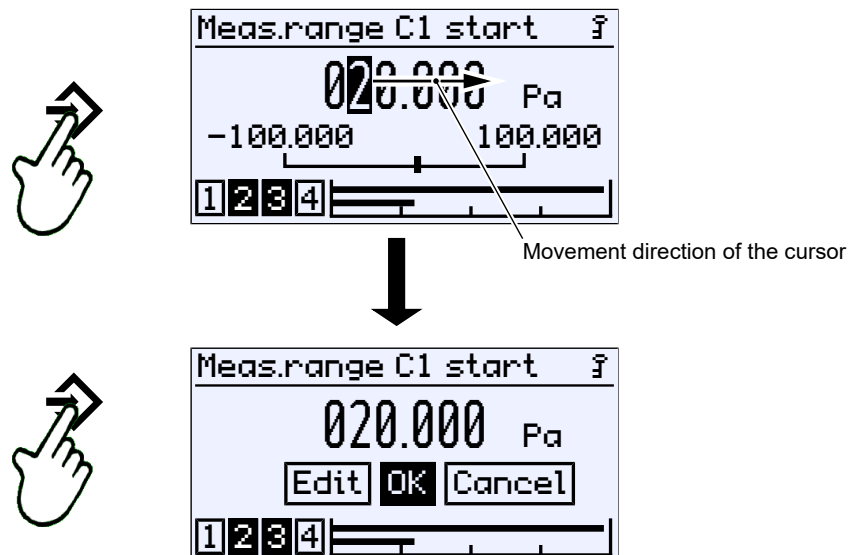 Meas.range C1 start
020.000 Pa
-100.000 100.000
1 2 3 4
Movement direction of the cursor
Meas.range C1 start
020.000 Pa
Edit OK Cancel
1 2 3 4